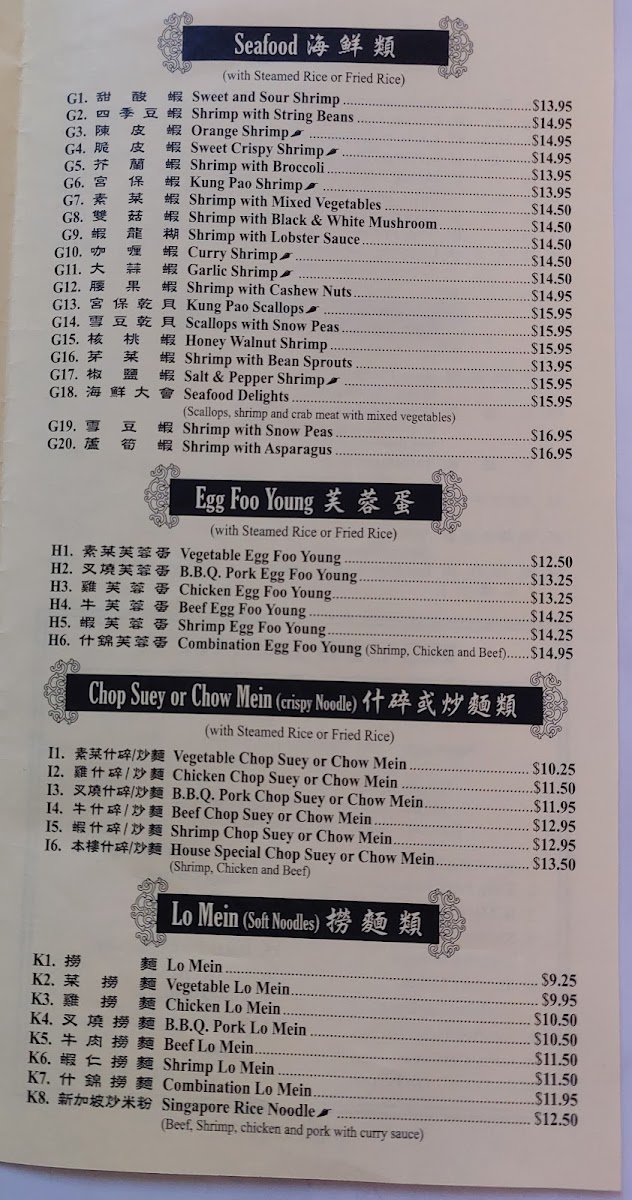 Seafood 海鮮類
(with Steamed Rice or Fried Rice)
G1. 甜酸蝦 Sweet and Sour Shrimp $13.95
G2. 四季豆蝦 Shrimp with String Beans $14.95
G3. 陳皮蝦 Orange Shrimp $14.95
G4. 脆皮蝦 Sweet Crispy Shrimp $14.95
G5. 芥蘭蝦 Shrimp with Broccoli $13.95
G6. 宮保蝦 Kung Pao Shrimp $13.95
G7. 素菜蝦 Shrimp with Mixed Vegetables $14.50
G8. 雙菇蝦 Shrimp with Black & White Mushroom $14.50
G9. 蝦龍糊 Shrimp with Lobster Sauce $14.50
G10. 咖喱蝦 Curry Shrimp $14.50
G11. 大蒜蝦 Garlic Shrimp $14.50
G12. 腰果蝦 Shrimp with Cashew Nuts $14.95
G13. 宮保乾貝 Kung Pao Scallops $15.95
G14. 雪豆乾貝 Scallops with Snow Peas $15.95
G15. 核桃蝦 Honey Walnut Shrimp $15.95
G16. 芽菜蝦 Shrimp with Bean Sprouts $13.95
G17. 椒鹽蝦 Salt & Pepper Shrimp $15.95
G18. 海鮮大會 Seafood Delights $15.95
(Scallops, shrimp and crab meat with mixed vegetables)
G19. 雪豆蝦 Shrimp with Snow Peas $16.95
G20. 蘆筍蝦 Shrimp with Asparagus $16.95
Egg Foo Young 芙蓉蛋
(with Steamed Rice or Fried Rice)
H1. 素菜芙蓉蛋 Vegetable Egg Foo Young $12.50
H2. 叉燒芙蓉蛋 B.B.Q. Pork Egg Foo Young $13.25
H3. 雞芙蓉蛋 Chicken Egg Foo Young $13.25
H4. 牛芙蓉蛋 Beef Egg Foo Young $14.25
H5. 蝦芙蓉蛋 Shrimp Egg Foo Young $14.25
H6. 什錦芙蓉蛋 Combination Egg Foo Young (Shrimp, Chicken and Beef) $14.95
Chop Suey or Chow Mein (crispy Noodle) 什碎或炒麵類
(with Steamed Rice or Fried Rice)
I1. 素菜什碎/炒麵 Vegetable Chop Suey or Chow Mein $10.25
I2. 雞什碎/炒麵 Chicken Chop Suey or Chow Mein $11.50
I3. 叉燒什碎/炒麵 B.B.Q. Pork Chop Suey or Chow Mein $11.95
I4. 牛什碎/炒麵 Beef Chop Suey or Chow Mein $12.95
I5. 蝦什碎/炒麵 Shrimp Chop Suey or Chow Mein $12.95
I6. 本樓什碎/炒麵 House Special Chop Suey or Chow Mein $13.50
(Shrimp, Chicken and Beef)
Lo Mein (Soft Noodles) 撈麵類
K1. 撈麵 Lo Mein $9.25
K2. 菜撈麵 Vegetable Lo Mein $9.95
K3. 雞撈麵 Chicken Lo Mein $10.50
K4. 叉燒撈麵 B.B.Q. Pork Lo Mein $10.50
K5. 牛肉撈麵 Beef Lo Mein $11.50
K6. 蝦仁撈麵 Shrimp Lo Mein $11.50
K7. 什錦撈麵 Combination Lo Mein $11.95
K8. 新加坡炒米粉 Singapore Rice Noodle $12.50
(Beef, Shrimp, chicken and pork with curry sauce)